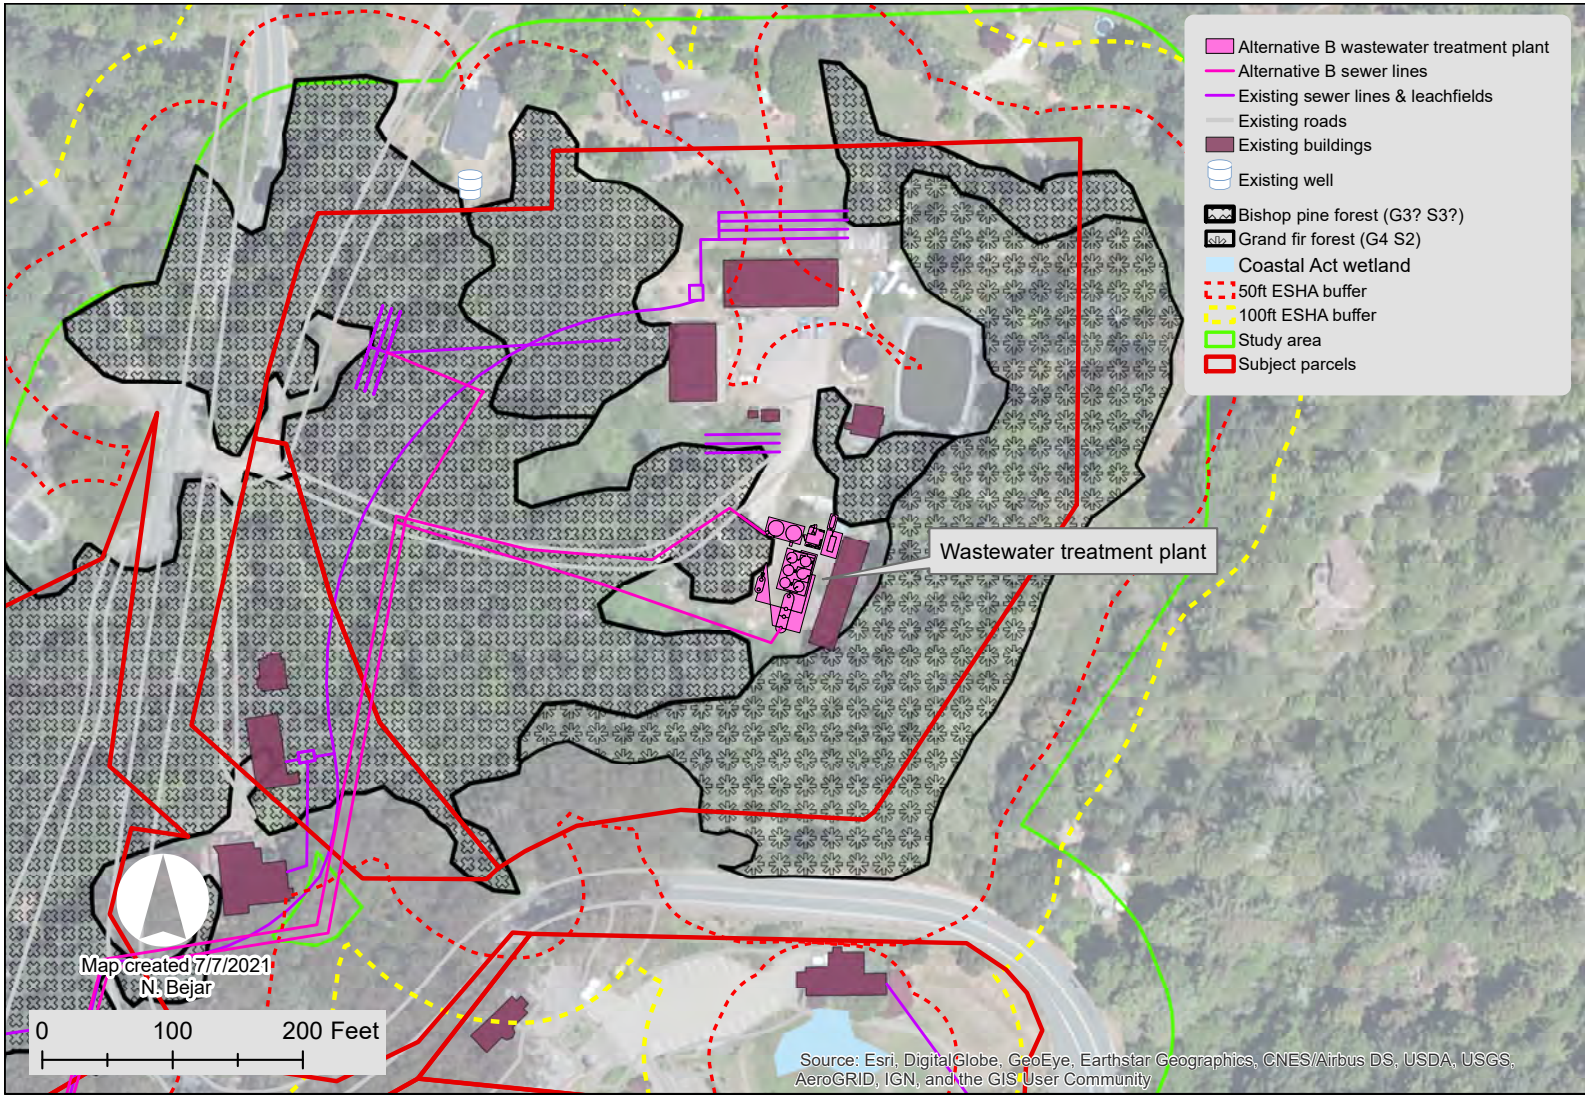 Alternative B wastewater treatment plant
Alternative B sewer lines
Existing sewer lines & leachfields
Existing roads
Existing buildings
Existing well
Bishop pine forest (G3? S3?)
Grand fir forest (G4 S2)
Coastal Act wetland
50ft ESHA buffer
100ft ESHA buffer
Study area
Subject parcels
Wastewater treatment plant
Map created 7/7/2021
N. Bejar
0 100 200 Feet
Source: Esri, DigitalGlobe, GeoEye, Earthstar Geographics, CNES/Airbus DS, USDA, USGS,
AeroGRID, IGN, and the GIS User Community